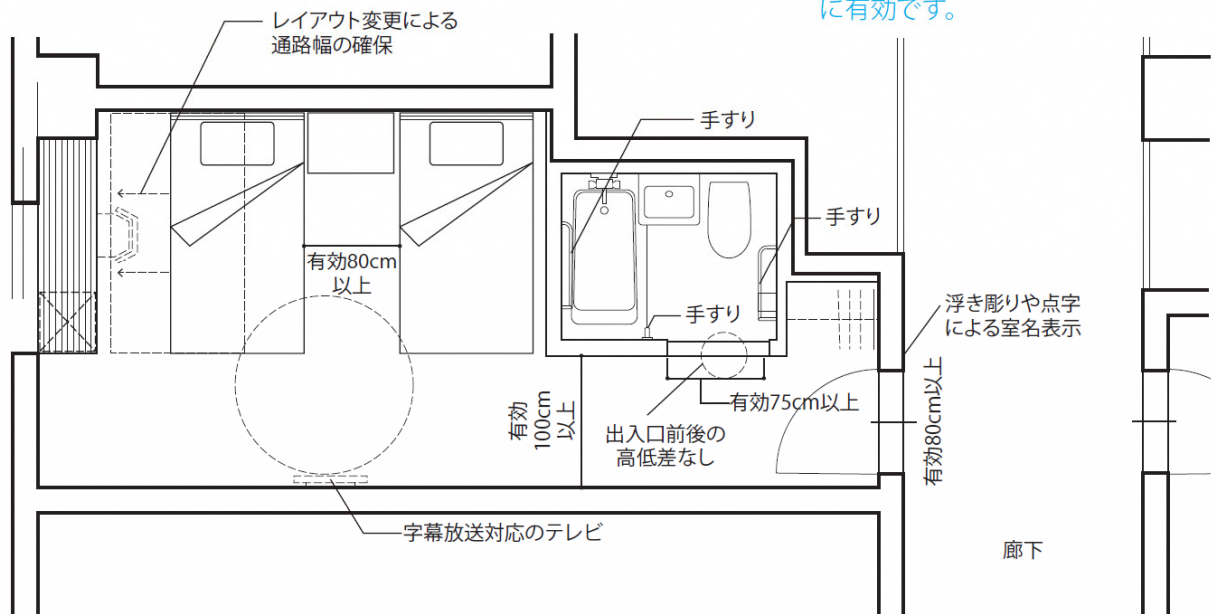 に有効です。
レイアウト変更による
通路幅の確保
手すり
手すり
有効80cm
以上
手すり
浮き彫りや点字
による室名表示
有効75cm以上
有効
100cm
以上
出入口前後の
高低差なし
有効80cm以上
字幕放送対応のテレビ
廊下